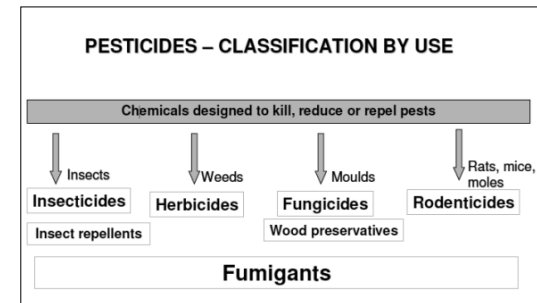 PESTICIDES – CLASSIFICATION BY USE
Chemicals designed to kill, reduce or repel pests
Insects
Weeds
Moulds
Rats, mice,
moles
Insecticides
Herbicides
Fungicides
Rodenticides
Insect repellents
Wood preservatives
Fumigants